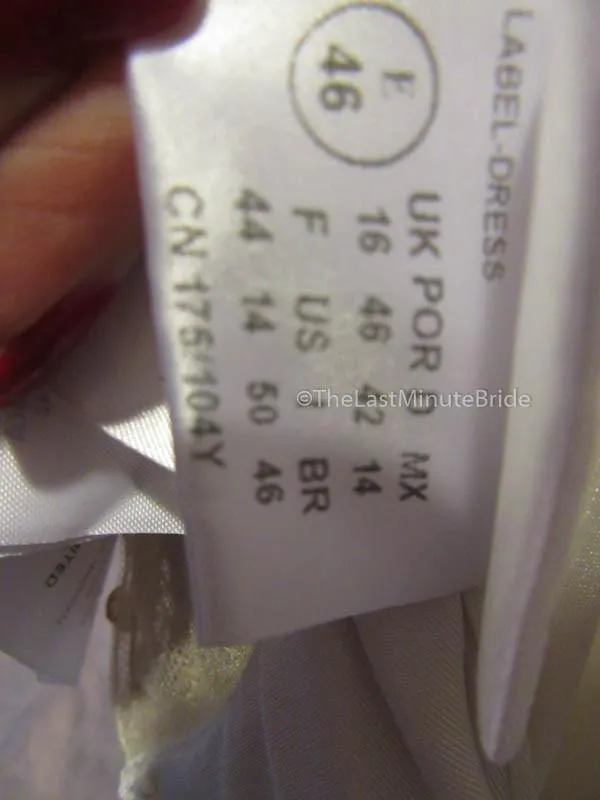 LABEL-DRESS
E
46
UK POR D MX
16 46 42 14
F US I BR
44 14 50 46
CN 175/104Y
©TheLastMinuteBride